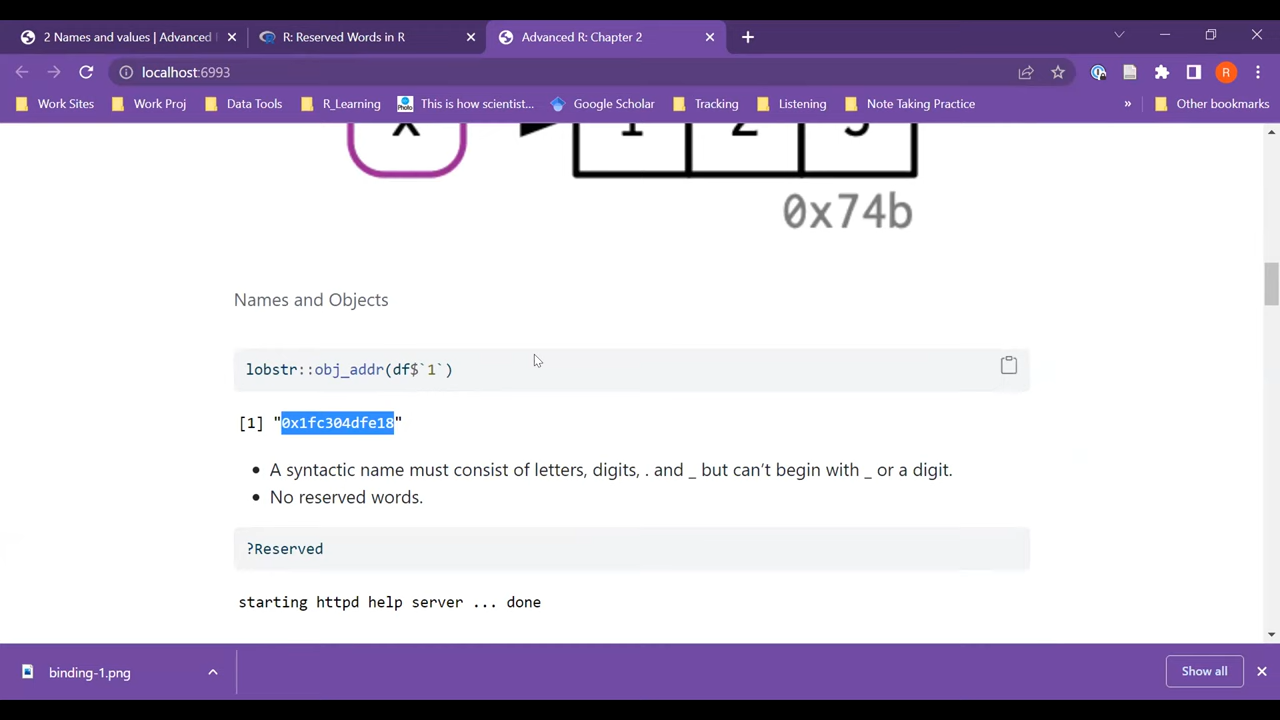 2 Names and values | Advanced
R: Reserved Words in R
Advanced R: Chapter 2
localhost:6993
R
Work Sites
Work Proj
Data Tools
R_Learning
Photo
This is how scientist...
Google Scholar
Tracking
Listening
Note Taking Practice
»
Other bookmarks
x 1 2 3
0x74b
Names and Objects
lobstr::obj_addr(df$`1`)
[1] "0x1fc304dfe18"
• A syntactic name must consist of letters, digits, . and _ but can’t begin with _ or a digit.
• No reserved words.
?Reserved
starting httpd help server ... done
binding-1.png
Show all